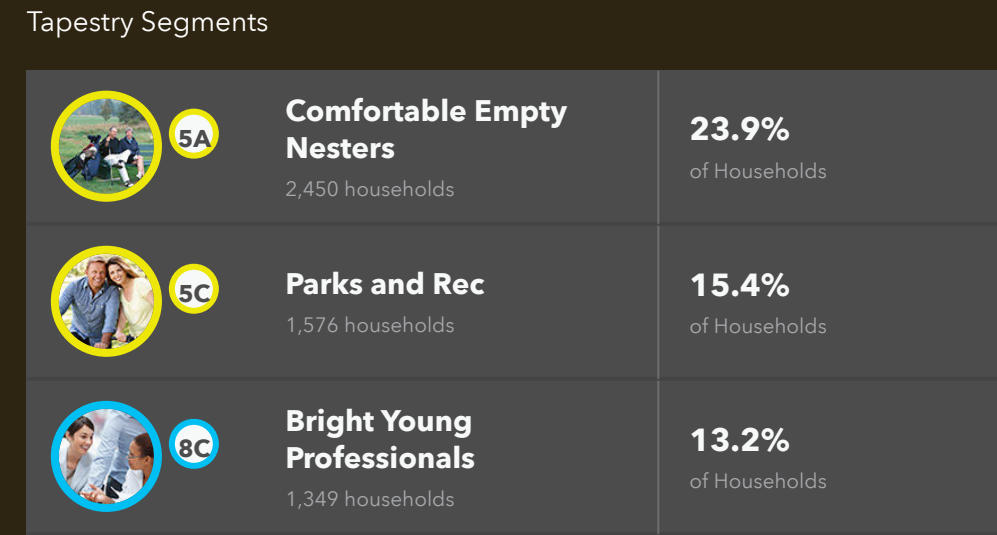 Tapestry Segments
5A
Comfortable Empty
Nesters
2,450 households
23.9%
of Households
5C
Parks and Rec
1,576 households
15.4%
of Households
8C
Bright Young
Professionals
1,349 households
13.2%
of Households